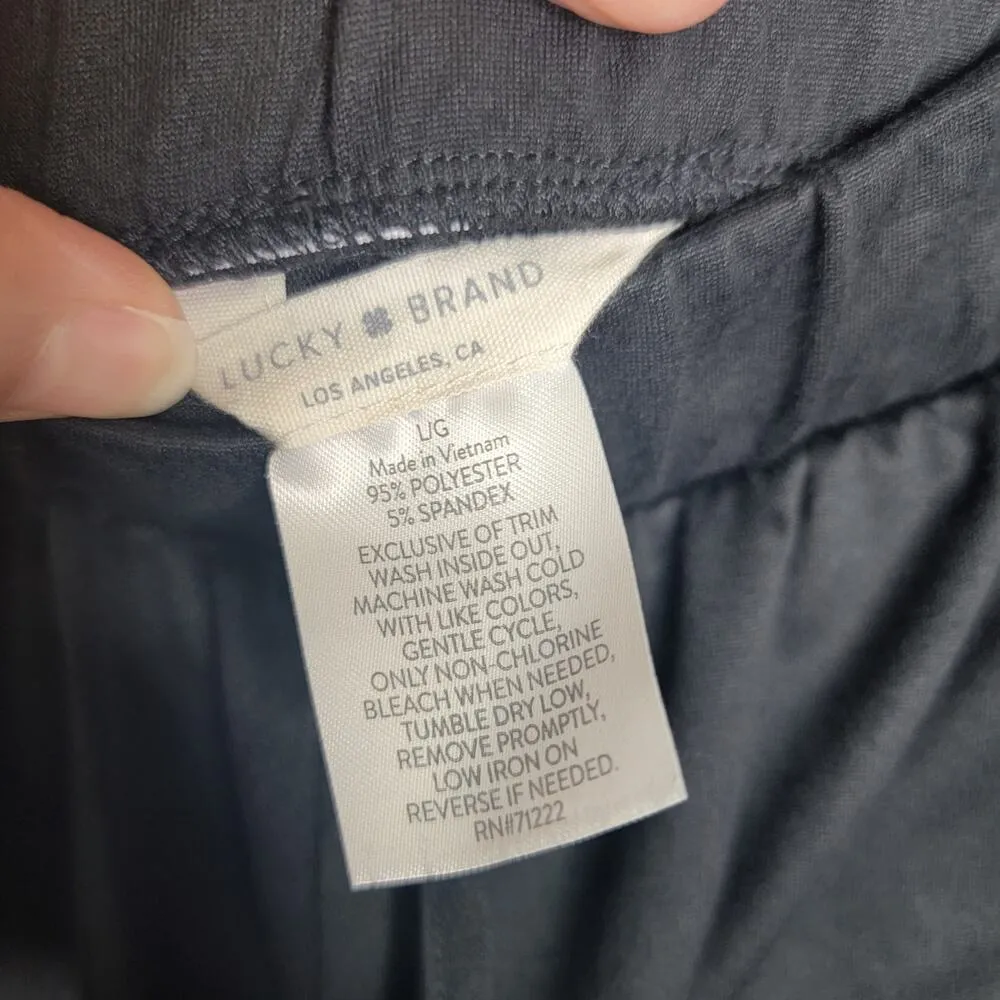 LUCKY BRAND
LOS ANGELES, CA
L/G
Made in Vietnam
95% POLYESTER
5% SPANDEX
EXCLUSIVE OF TRIM
WASH INSIDE OUT,
MACHINE WASH COLD
WITH LIKE COLORS,
GENTLE CYCLE,
ONLY NON-CHLORINE
BLEACH WHEN NEEDED,
TUMBLE DRY LOW,
REMOVE PROMPTLY,
LOW IRON ON
REVERSE IF NEEDED.
RN#71222